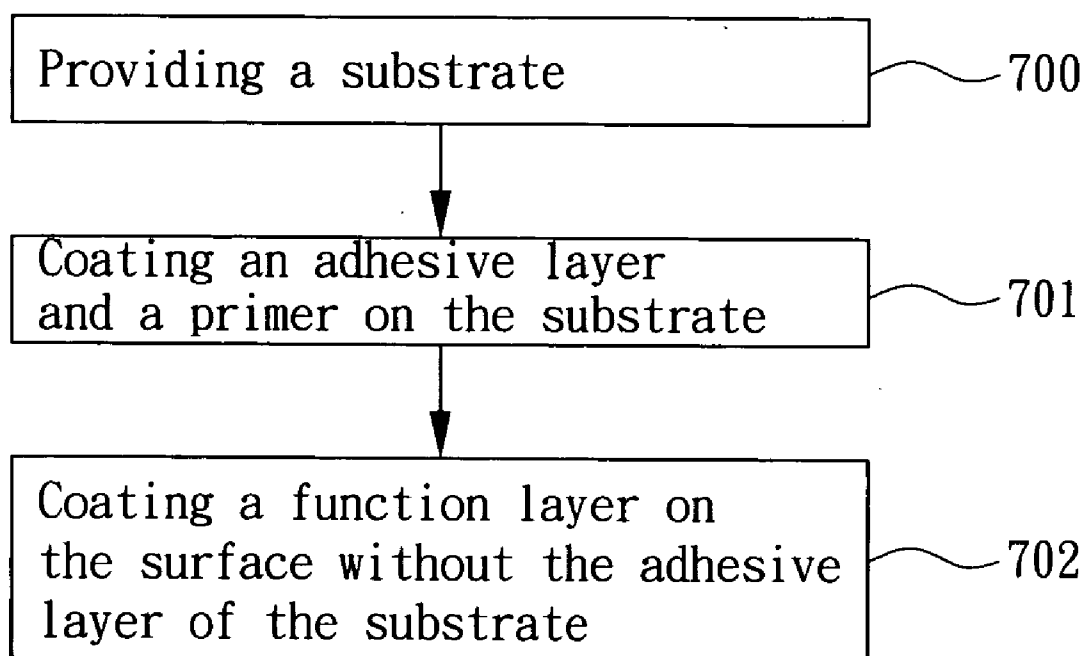 Providing a substrate
700
Coating an adhesive layer
and a primer on the substrate
701
Coating a function layer on
the surface without the adhesive
layer of the substrate
702